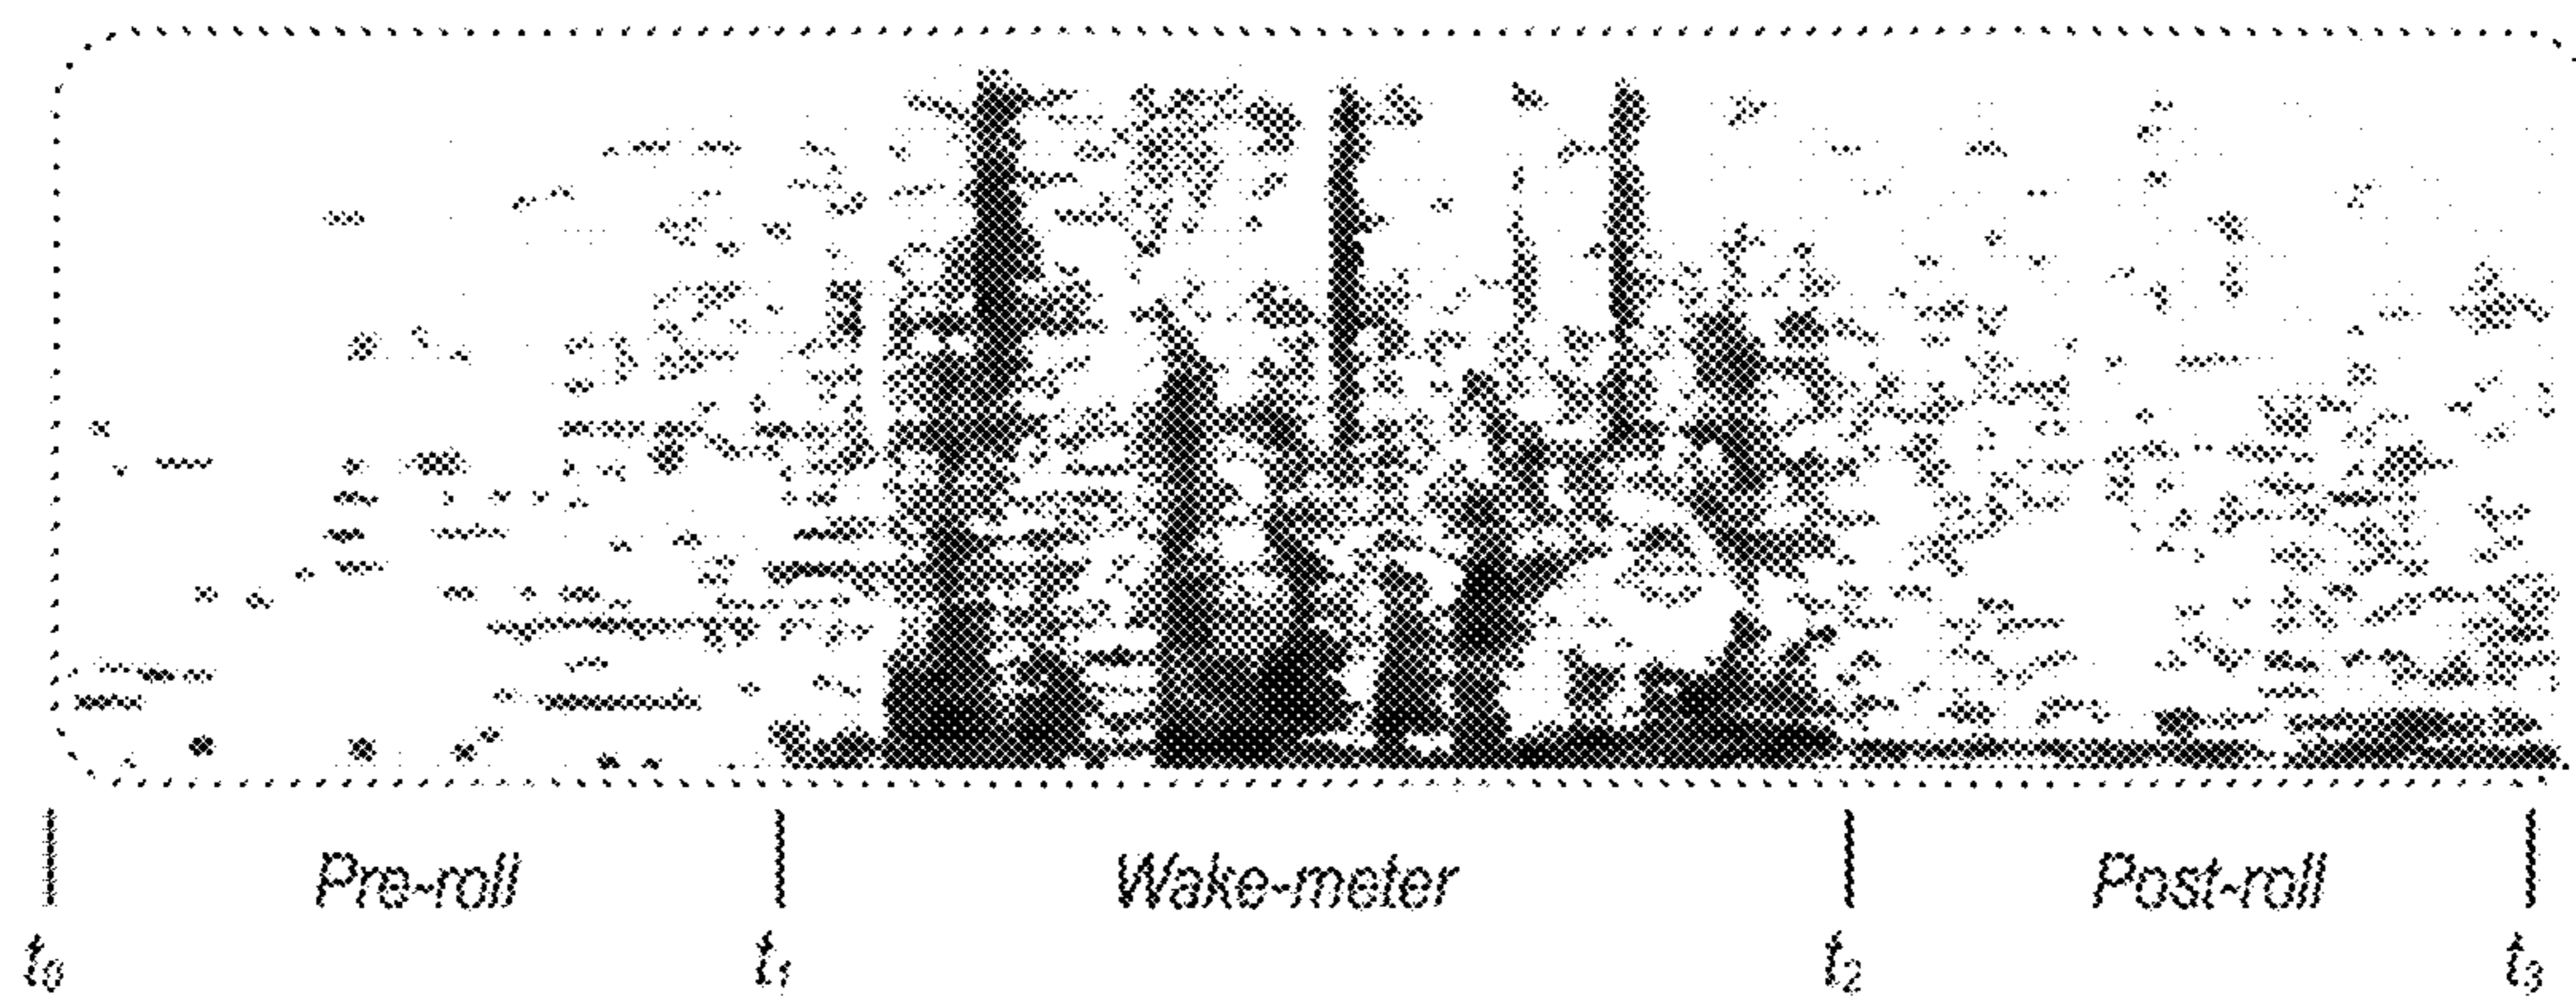 Pre-roll Wake-meter Post-roll
t₀ t₁ t₂ t₃